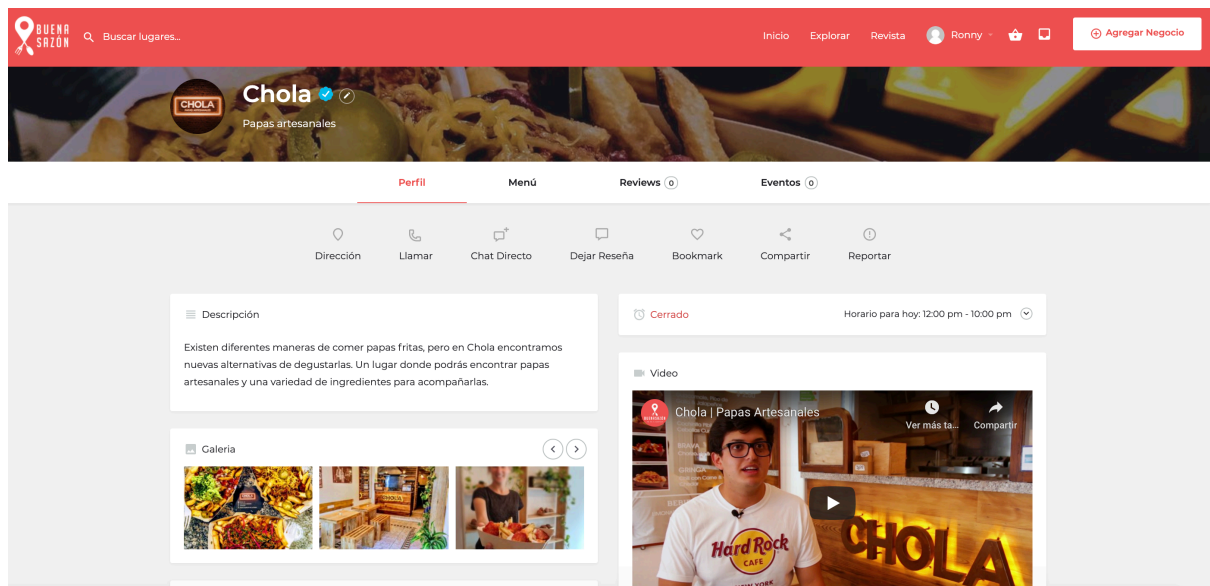 BUENA
SAZÓN
Buscar lugares...
Inicio Explorar Revista Ronny Agregar Negocio
CHOLA
Chola
Papas artesanales
Perfil Menú Reviews 0 Eventos 0
Dirección Llamar Chat Directo Dejar Reseña Bookmark Compartir Reportar
Descripción
Existen diferentes maneras de comer papas fritas, pero en Chola encontramos
nuevas alternativas de degustarlas. Un lugar donde podrás encontrar papas
artesanales y una variedad de ingredientes para acompañarlas.
Galeria
Cerrado
Horario para hoy: 12:00 pm - 10:00 pm
Video
Chola | Papas Artesanales
Ver más ta... Compartir
BRAVA
GRINGA
Hard Rock
CAFE
NEW YORK
CHOLA